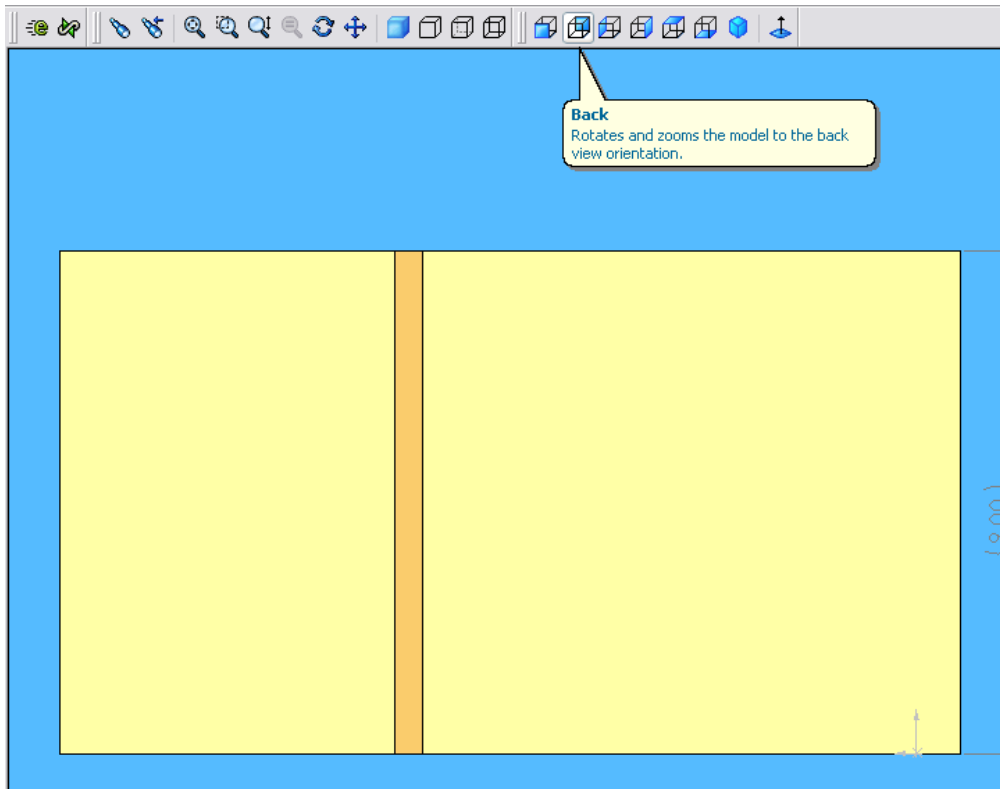 Back
Rotates and zooms the model to the back
view orientation.